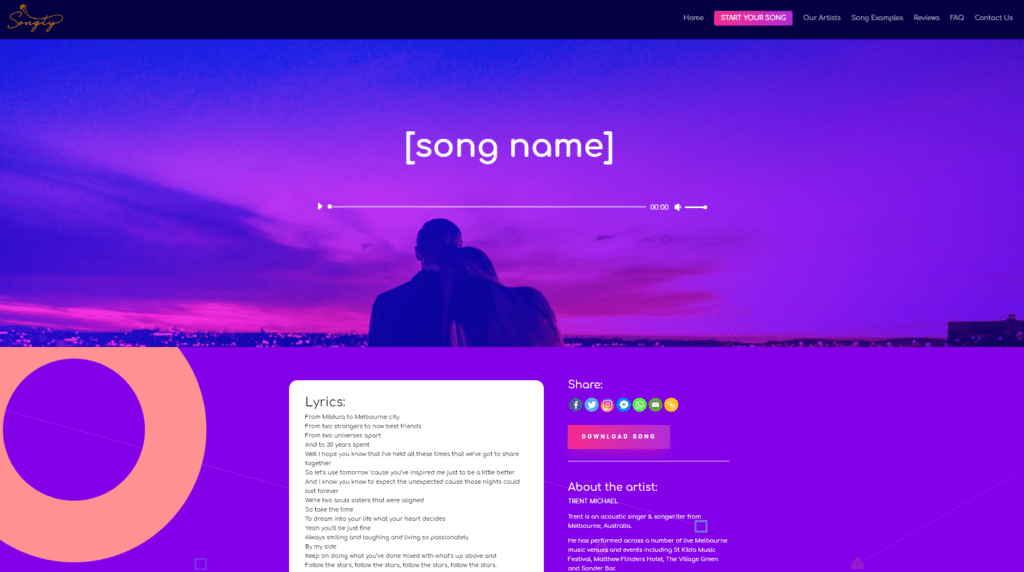 Songty
Home
START YOUR SONG
Our Artists
Song Examples
Reviews
FAQ
Contact Us
[song name]
00:00
Lyrics:
From Mildura to Melbourne city
From two strangers to now best friends
From two universes apart
And to 30 years spent
Well I hope you know that I've held all these times that we've got to share
together
So let's use tomorrow 'cause you've inspired me just to be a little better
And I know you know to expect the unexpected cause those nights could
last forever
We're two souls sisters that were aligned
So take the time
To dream into your life what your heart decides
Yeah you'll be just fine
Always smiling and laughing and living so passionately
By my side
Keep on doing what you've done mixed with what's up above and
Follow the stars, follow the stars, follow the stars, follow the stars.
Share:
DOWNLOAD SONG
About the artist:
TRENT MICHAEL
Trent is an acoustic singer & songwriter from
Melbourne, Australia.
He has performed across a number of live Melbourne
music venues and events including St Kilda Music
Festival, Matthew Flinders Hotel, The Village Green
and Sander Bar.